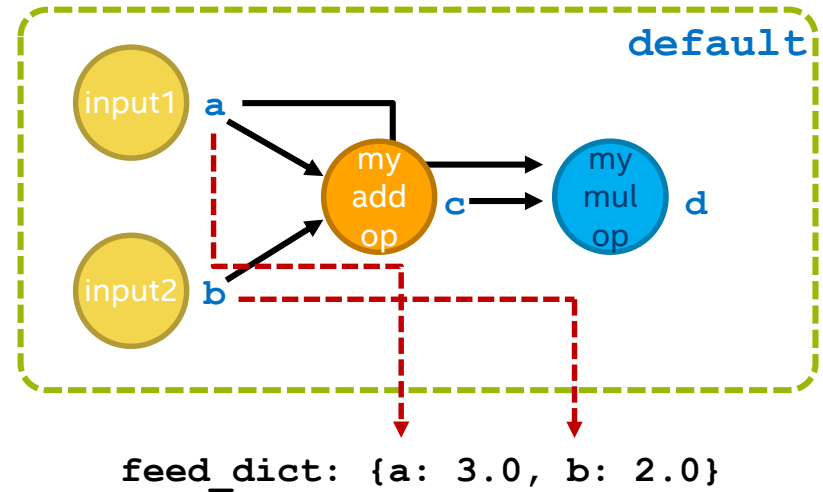 default
input1
a
my
add
op
c
my
mul
op
d
input2
b
feed_dict: {a: 3.0, b: 2.0}